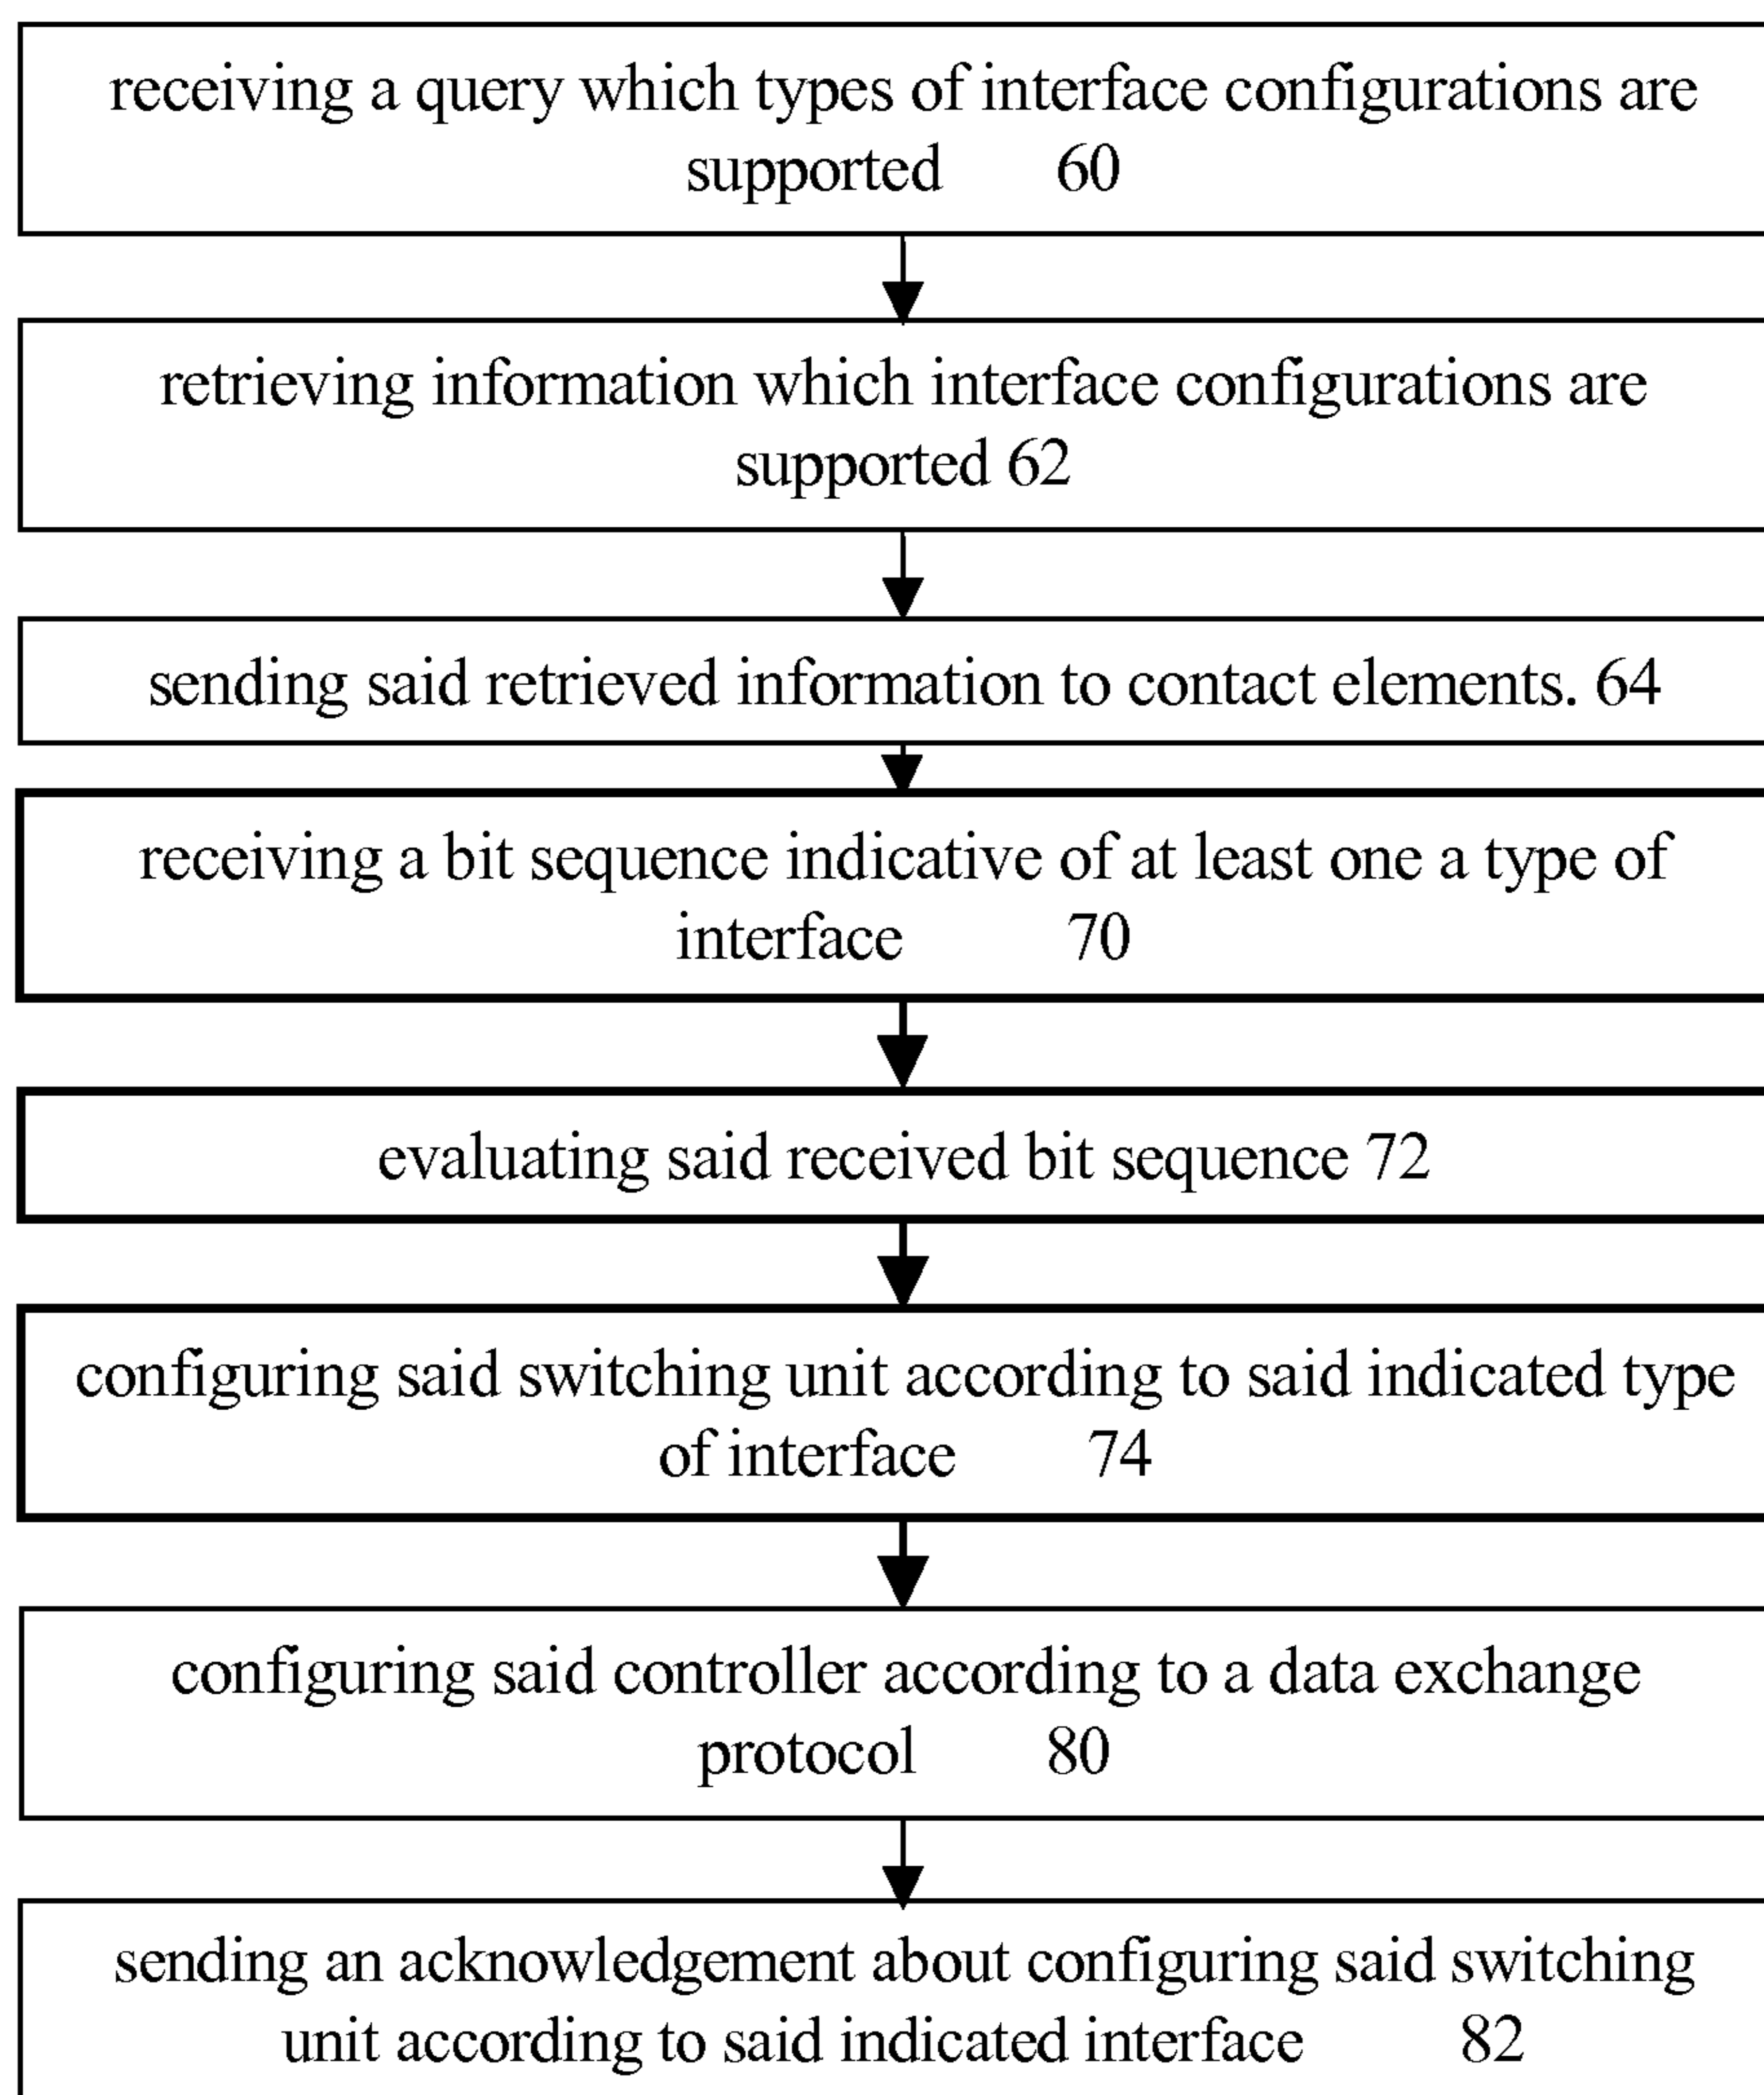 receiving a query which types of interface configurations are
supported 60
retrieving information which interface configurations are
supported 62
sending said retrieved information to contact elements. 64
receiving a bit sequence indicative of at least one a type of
interface 70
evaluating said received bit sequence 72
configuring said switching unit according to said indicated type
of interface 74
configuring said controller according to a data exchange
protocol 80
sending an acknowledgement about configuring said switching
unit according to said indicated interface 82